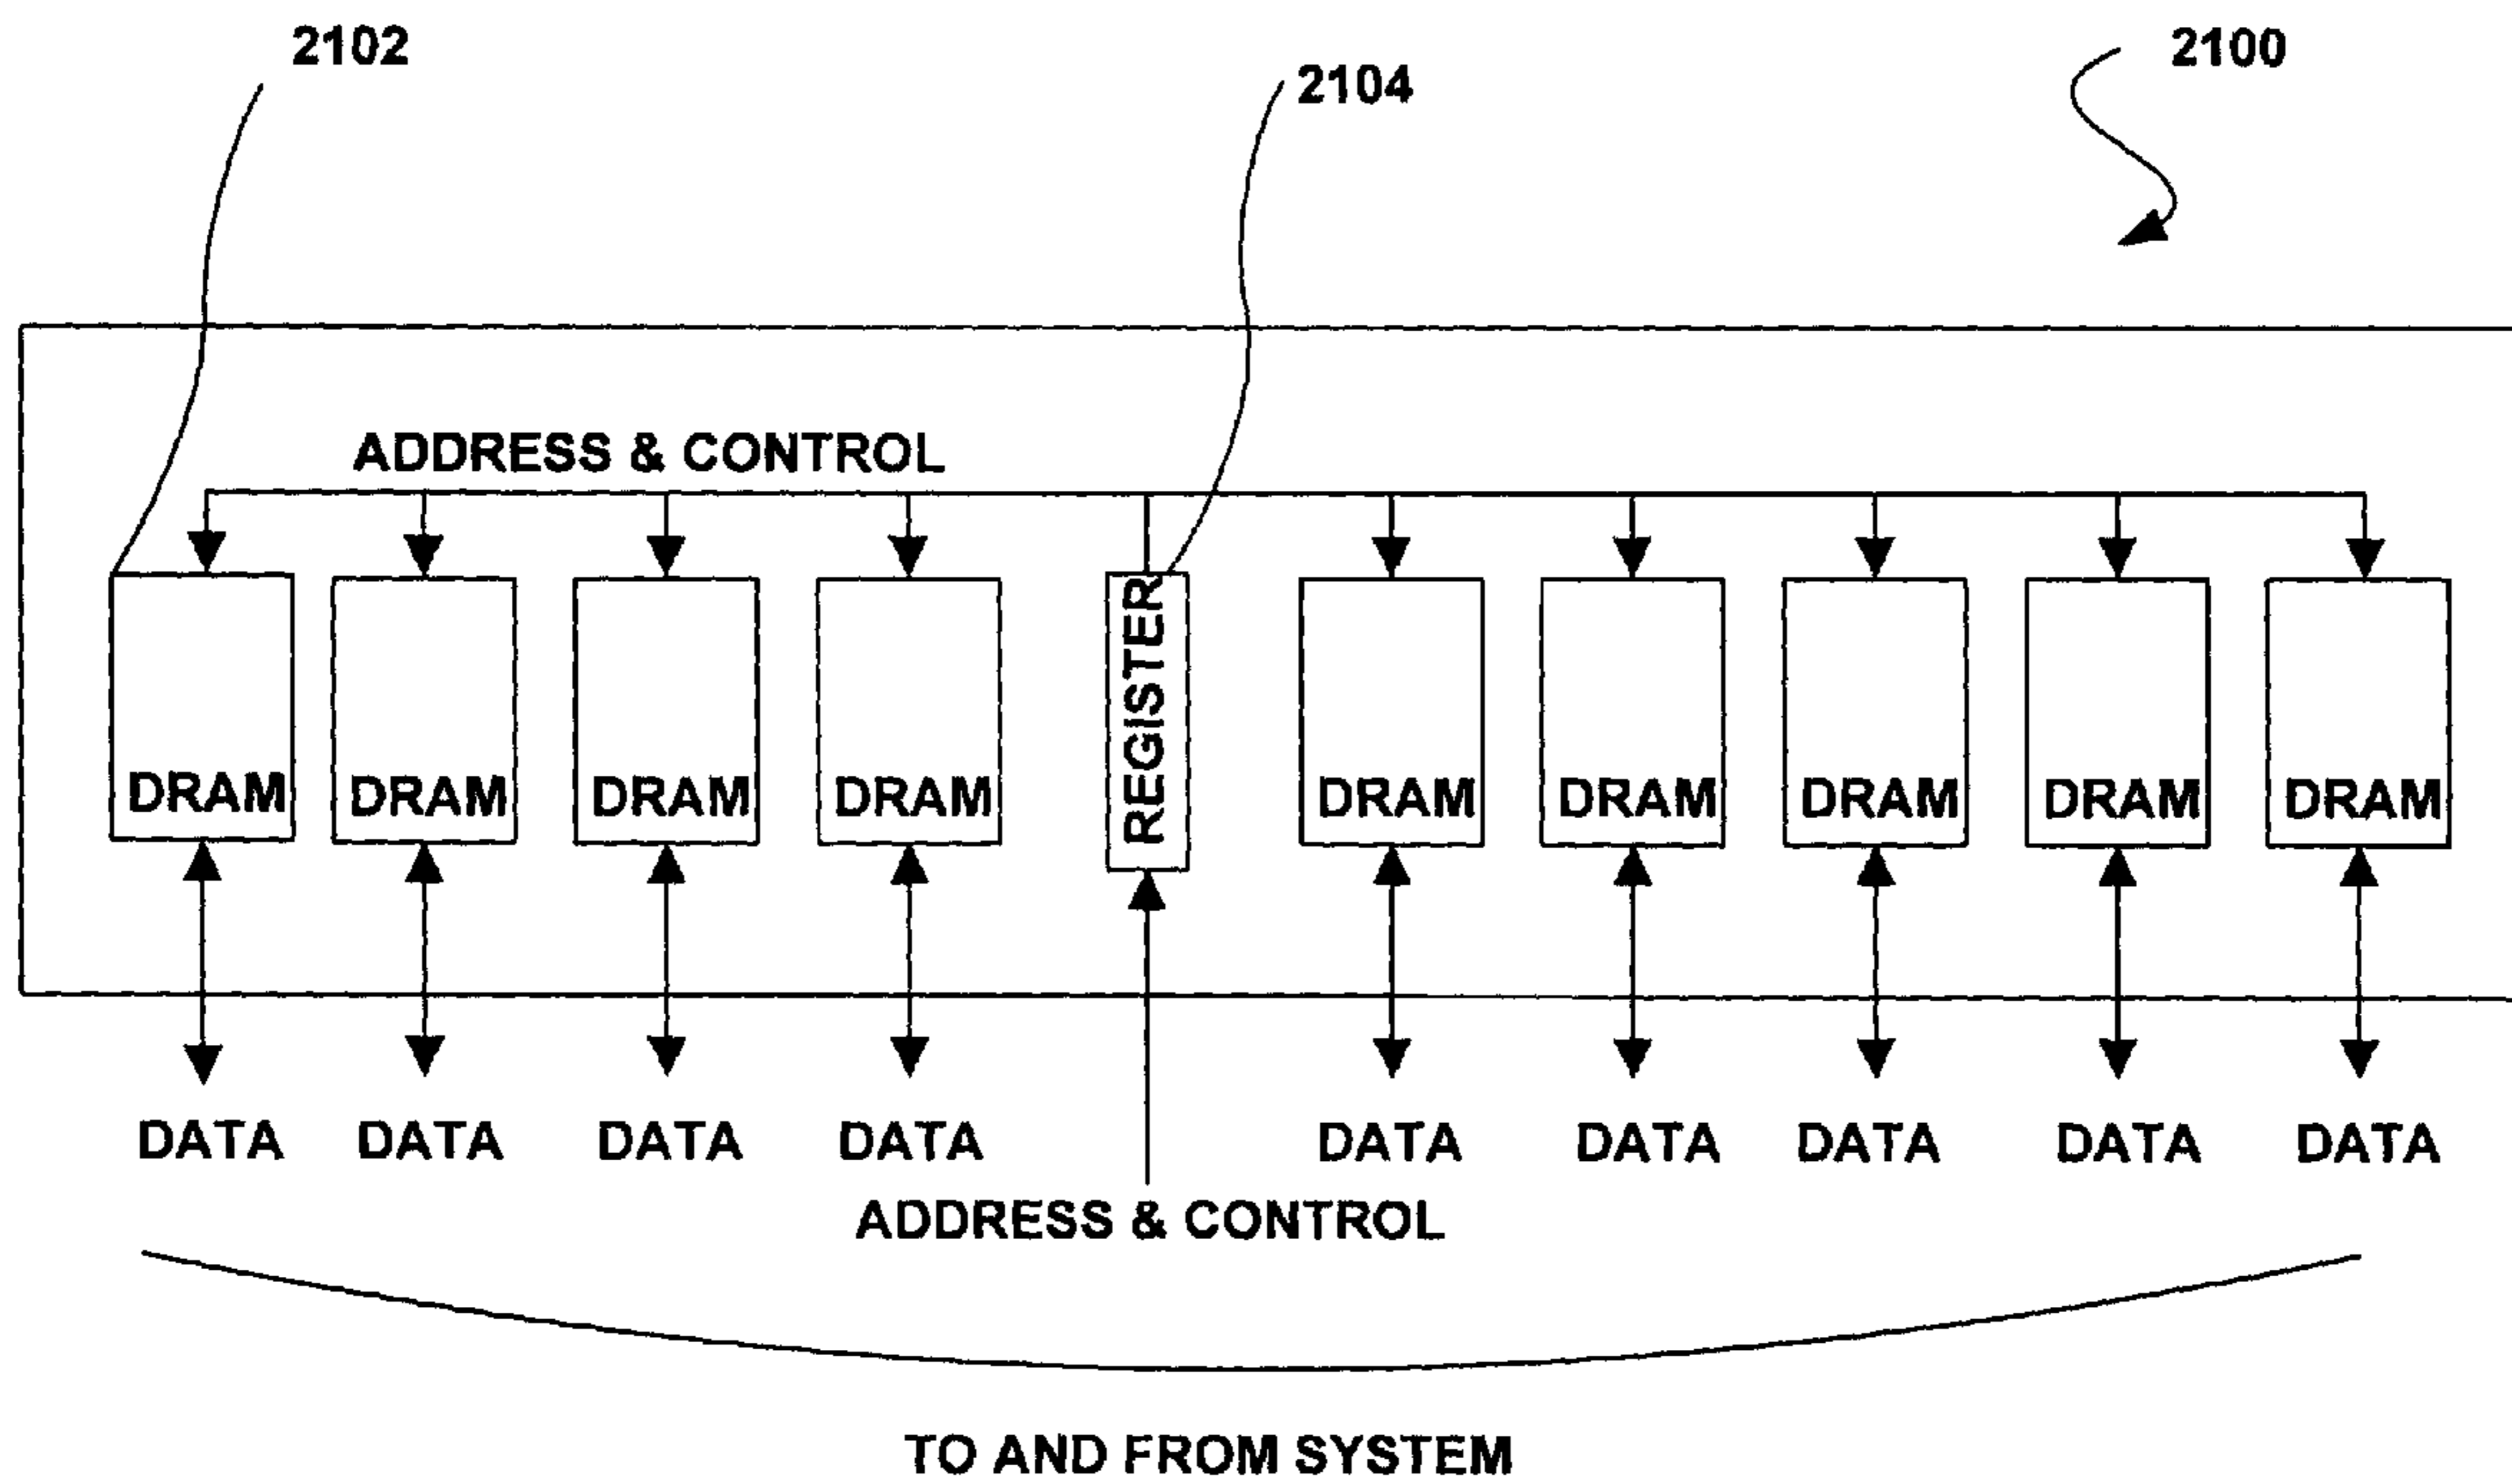 2102
2100
2104
ADDRESS & CONTROL
REGISTER
DRAM DRAM DRAM DRAM DRAM DRAM DRAM DRAM DRAM
DATA DATA DATA DATA DATA DATA DATA DATA DATA
ADDRESS & CONTROL
TO AND FROM SYSTEM